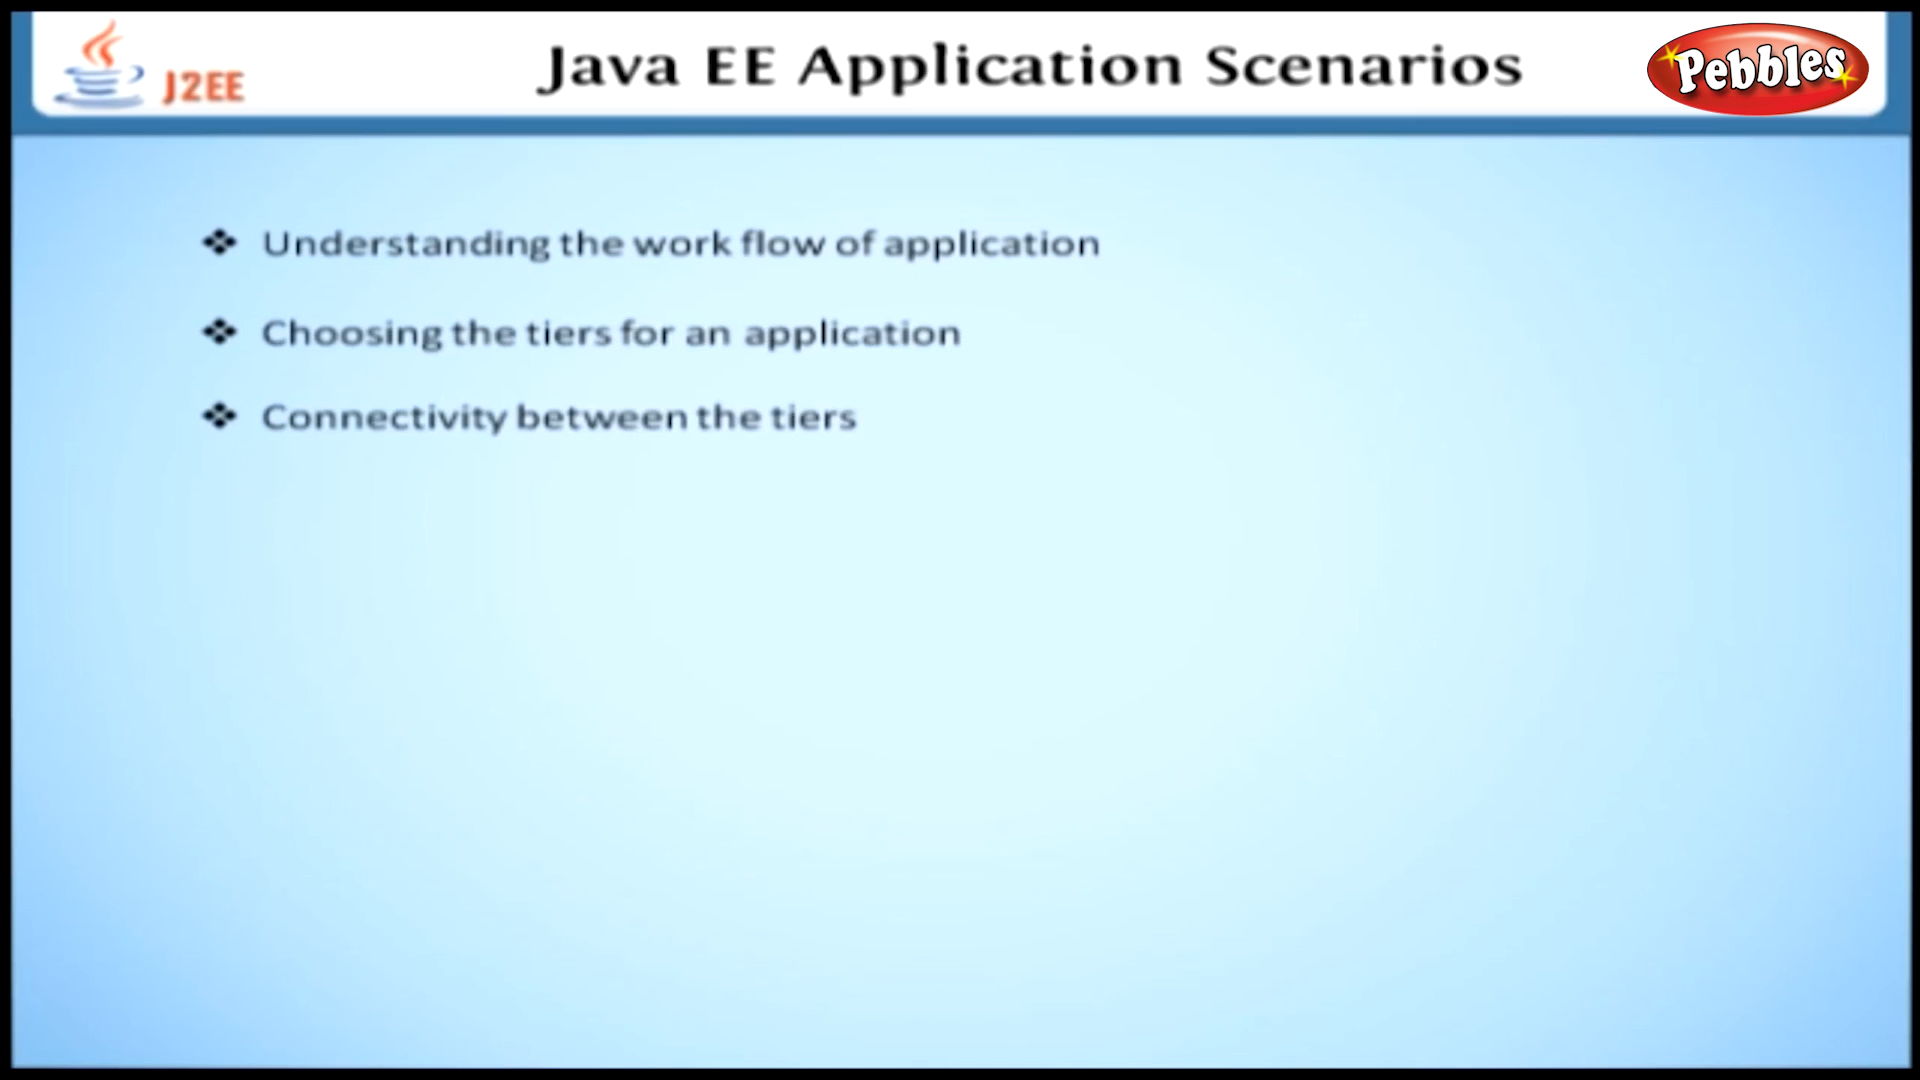 J2EE
Java EE Application Scenarios
Pebbles
Understanding the work flow of application
Choosing the tiers for an application
Connectivity between the tiers